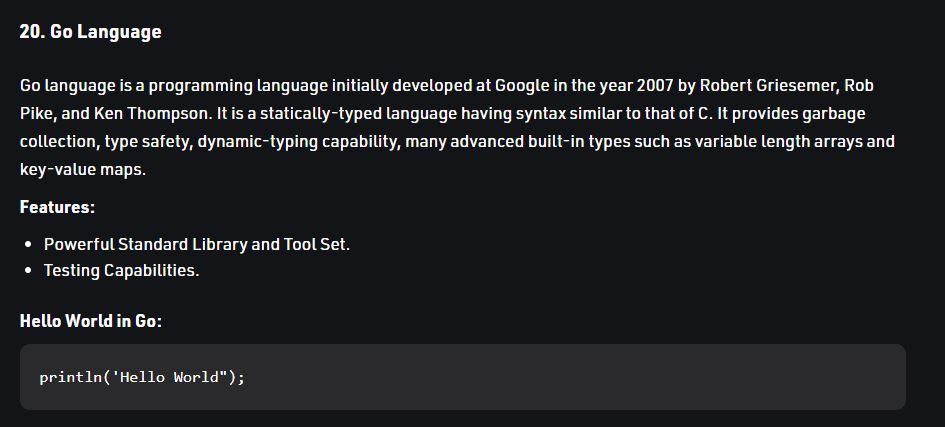 20. Go Language
Go language is a programming language initially developed at Google in the year 2007 by Robert Griesemer, Rob
Pike, and Ken Thompson. It is a statically-typed language having syntax similar to that of C. It provides garbage
collection, type safety, dynamic-typing capability, many advanced built-in types such as variable length arrays and
key-value maps.
Features:
• Powerful Standard Library and Tool Set.
• Testing Capabilities.
Hello World in Go:
println('Hello World");